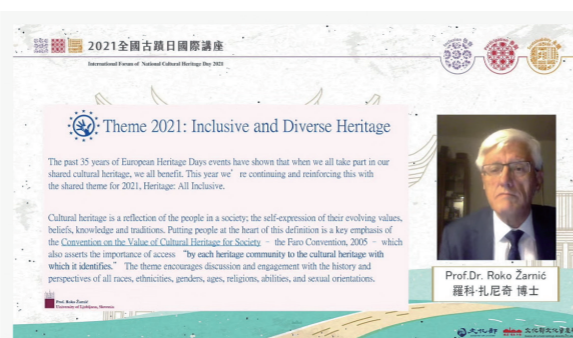 2021全國古蹟日國際講座
International Forum of National Cultural Heritage Day 2021
Theme 2021: Inclusive and Diverse Heritage
The past 35 years of European Heritage Days events have shown that when we all take part in our
shared cultural heritage, we all benefit. This year we’ re continuing and reinforcing this with
the shared theme for 2021, Heritage: All Inclusive.
Cultural heritage is a reflection of the people in a society; the self-expression of their evolving values,
beliefs, knowledge and traditions. Putting people at the heart of this definition is a key emphasis of
the Convention on the Value of Cultural Heritage for Society – the Faro Convention, 2005 – which
also asserts the importance of access “by each heritage community to the cultural heritage with
which it identifies.” The theme encourages discussion and engagement with the history and
perspectives of all races, ethnicities, genders, ages, religions, abilities, and sexual orientations.
Prof. Roko Žarnić
University of Ljubljana, Slovenia
Prof.Dr. Roko Žarnić
羅科·扎尼奇 博士
文化部